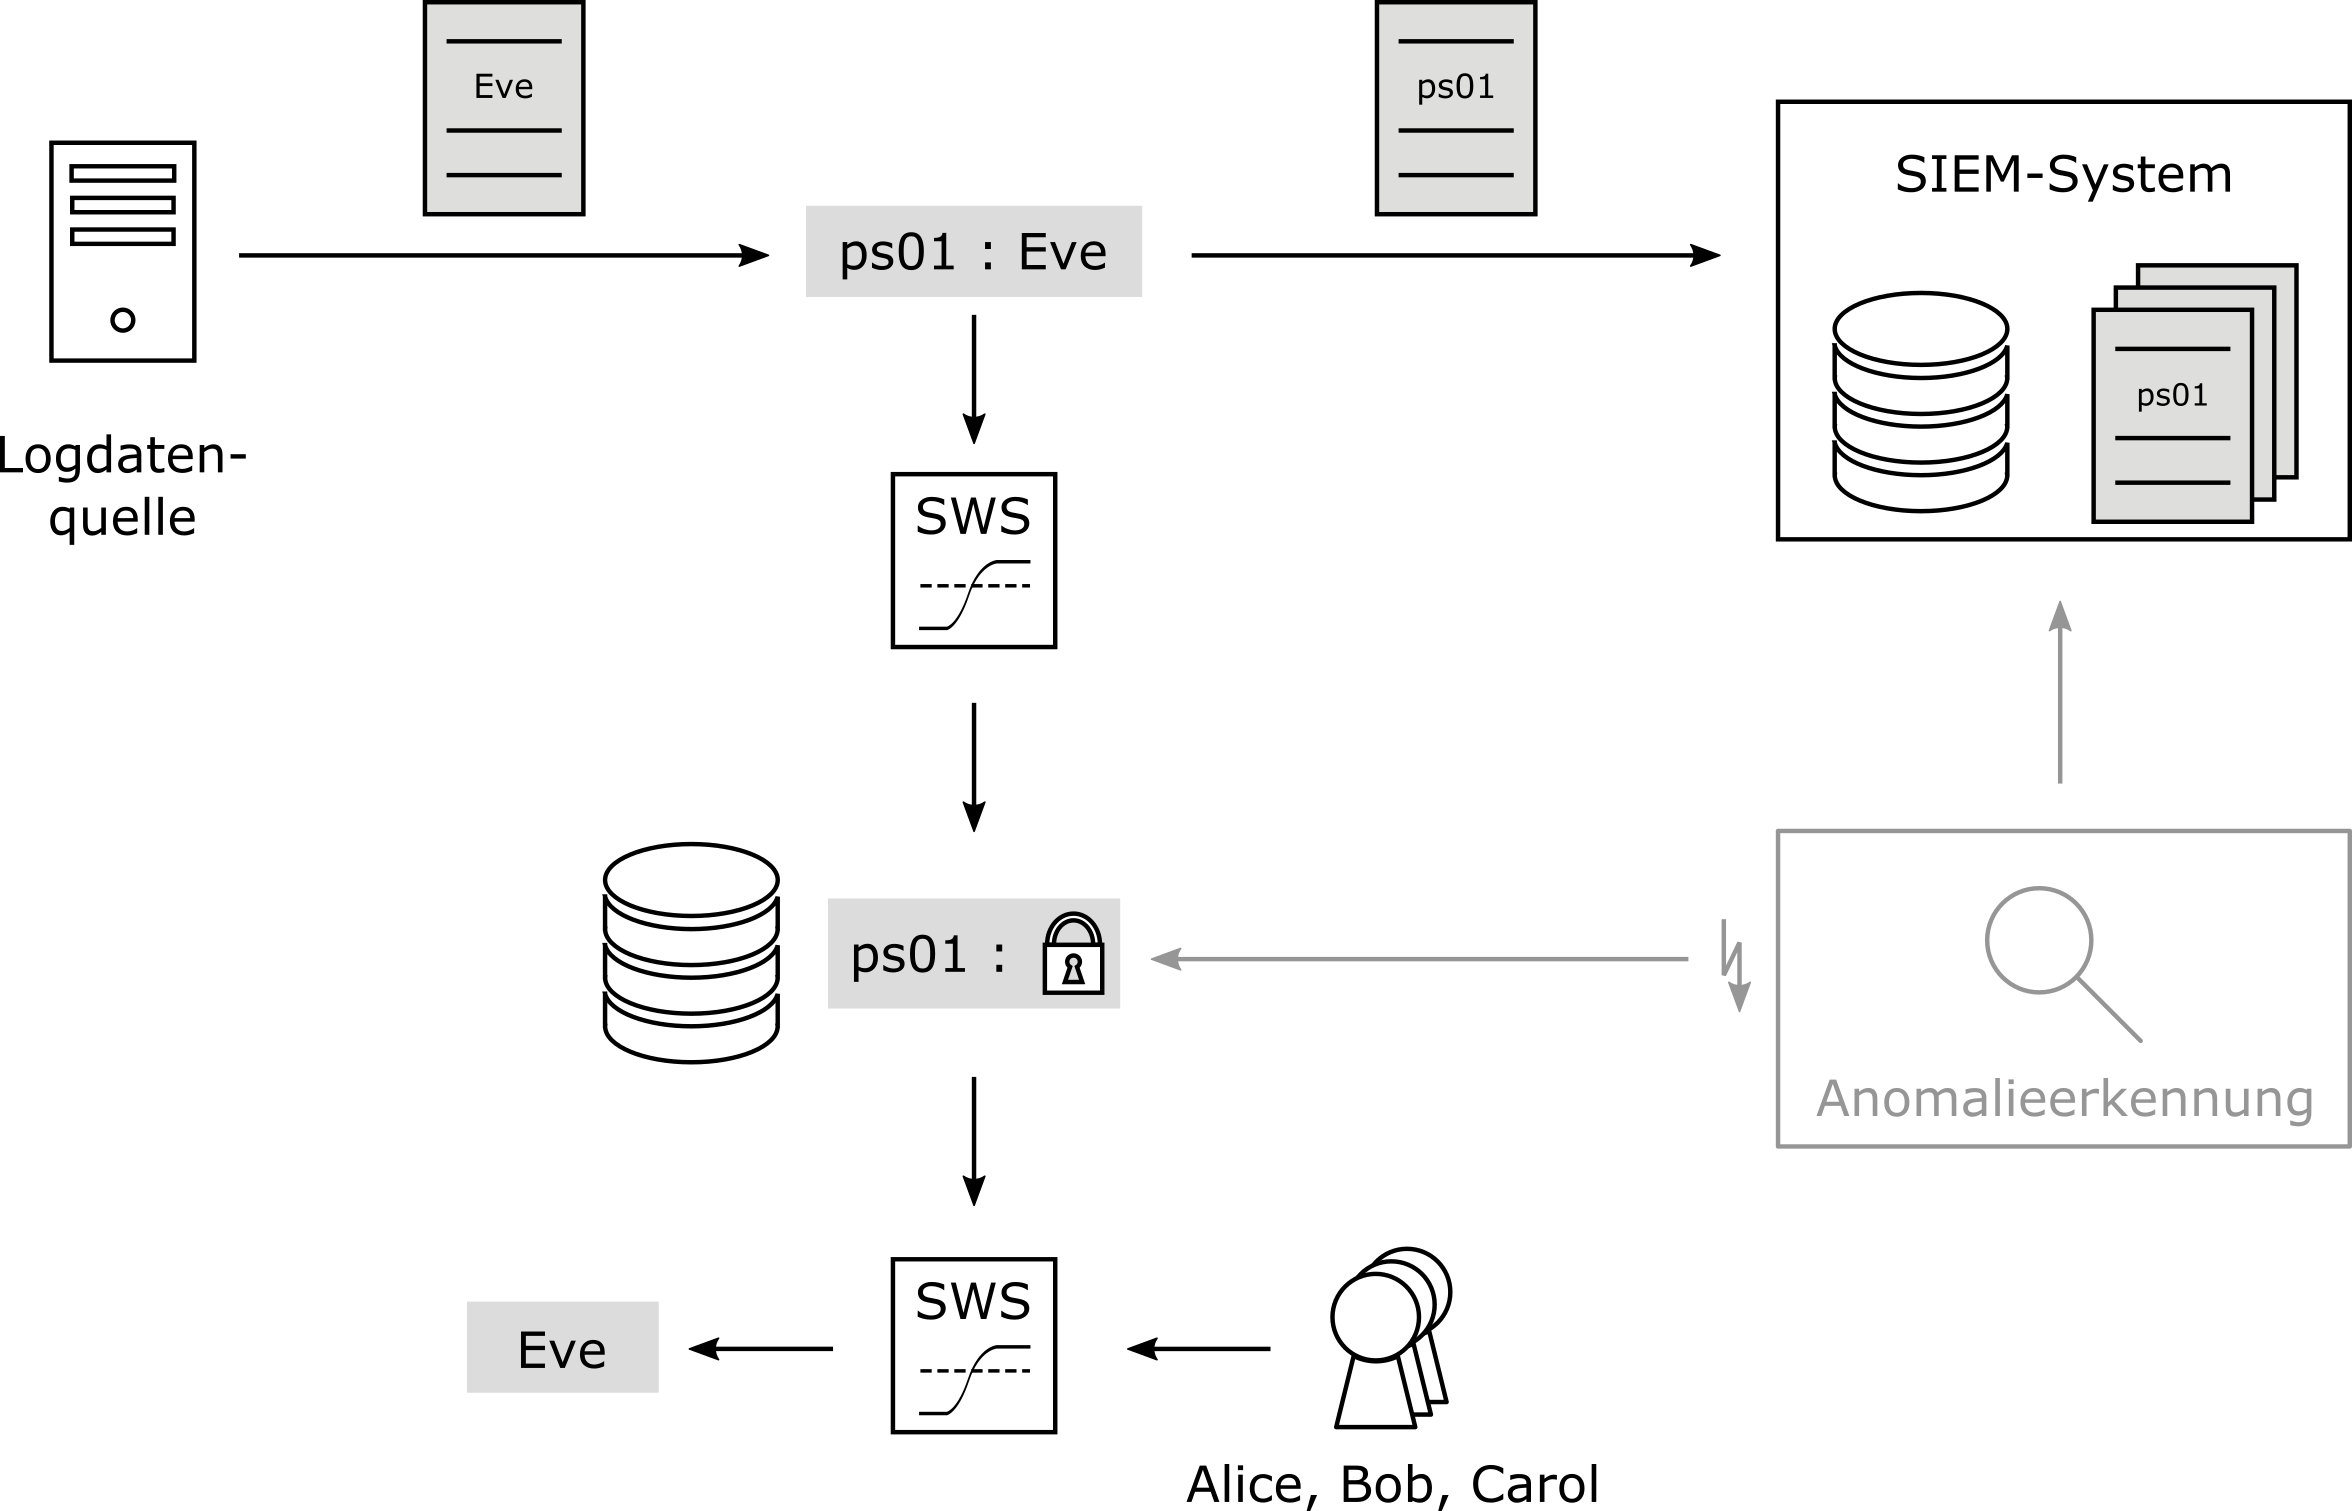 Eve
ps01
ps01 : Eve
SIEM-System
ps01
Logdaten-
quelle
SWS
ps01 :
Anomalieerkennung
SWS
Eve
Alice, Bob, Carol